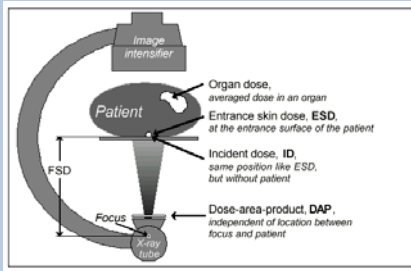 Image
intensifier
Organ dose,
averaged dose in an organ
Patient
Entrance skin dose, ESD,
at the entrance surface of the patient
Incident dose, ID,
same position like ESD,
but without patient
FSD
Dose-area-product, DAP,
independent of location between
focus and patient
Focus
X-ray
tube